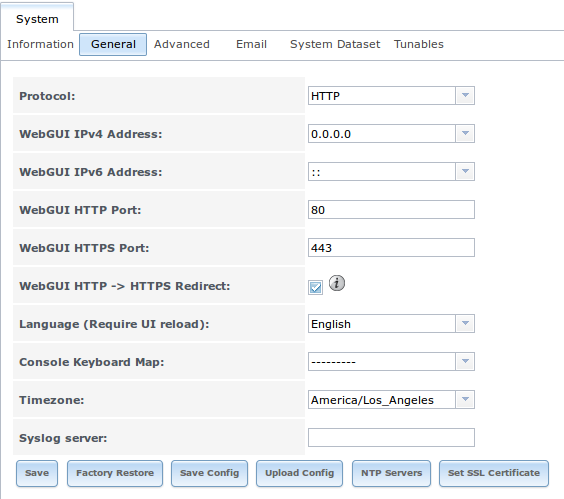 System
Information General Advanced Email System Dataset Tunables
Protocol: HTTP
WebGUI IPv4 Address: 0.0.0.0
WebGUI IPv6 Address: ::
WebGUI HTTP Port: 80
WebGUI HTTPS Port: 443
WebGUI HTTP -> HTTPS Redirect: i
Language (Require UI reload): English
Console Keyboard Map: ---------
Timezone: America/Los_Angeles
Syslog server:
Save Factory Restore Save Config Upload Config NTP Servers Set SSL Certificate